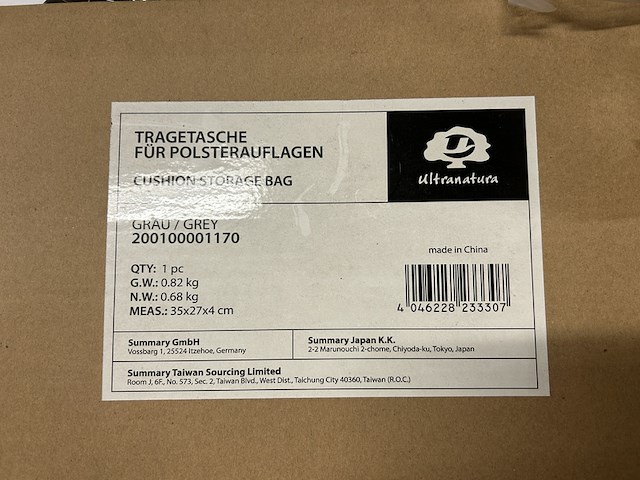 TRAGETASCHE
FÜR POLSTERAUFLAGEN
CUSHION STORAGE BAG
U
Ultranatura
GRAU / GREY
200100001170
made in China
QTY: 1 pc
G.W.: 0.82 kg
N.W.: 0.68 kg
MEAS.: 35x27x4 cm
4 046228 233307
Summary GmbH
Vossbarg 1, 25524 Itzehoe, Germany
Summary Japan K.K.
2-2 Marunouchi 2-chome, Chiyoda-ku, Tokyo, Japan
Summary Taiwan Sourcing Limited
Room J, 6F., No. 573, Sec. 2, Taiwan Blvd., West Dist., Taichung City 40360, Taiwan (R.O.C.)